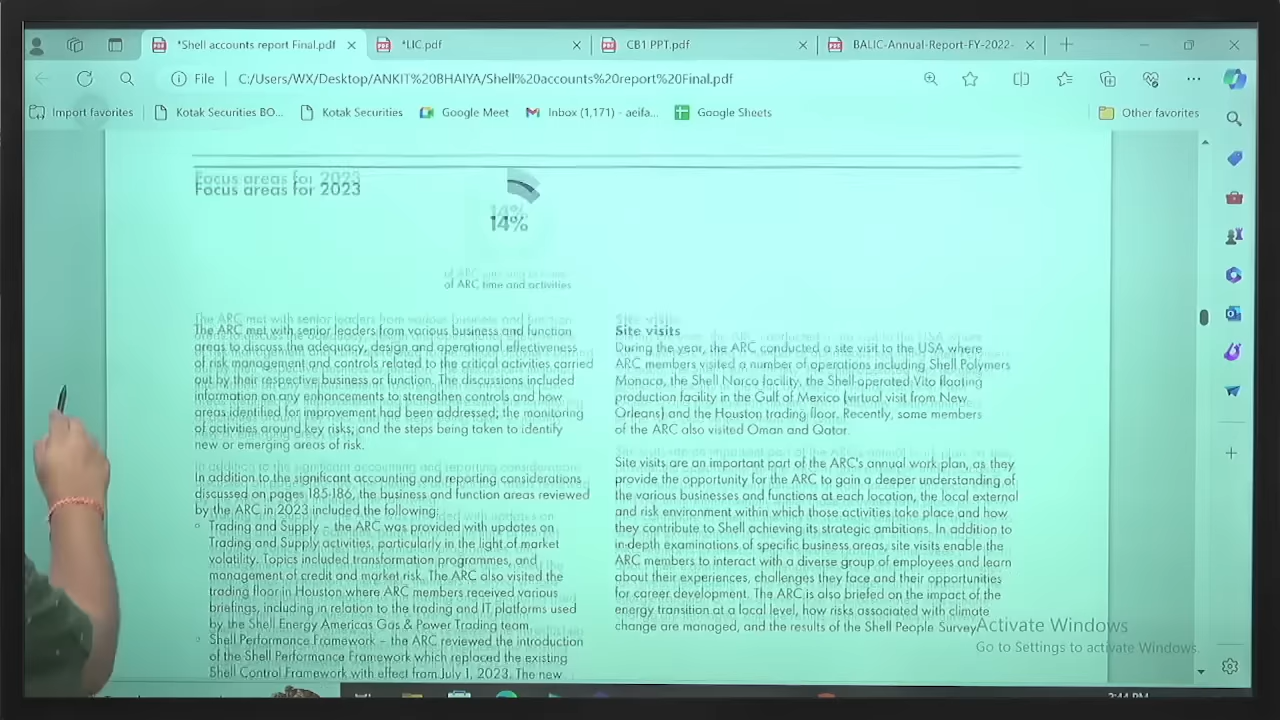 *Shell accounts report Final.pdf
*LIC.pdf
CB1 PPT.pdf
BALIC-Annual-Report-FY-2022-
File
C:/Users/WX/Desktop/ANKIT%20BHAIYA/Shell%20accounts%20report%20Final.pdf
Import favorites
Kotak Securities BO...
Kotak Securities
Google Meet
Inbox (1,171) - aeifa...
Google Sheets
Other favorites
Focus areas for 2023
14%
of ARC time and activities
The ARC met with senior leaders from various business and function
areas to discuss the adequacy, design and operational effectiveness
of risk management and controls related to the critical activities carried
out by their respective business or function. The discussions included
information on any enhancements to strengthen controls and how
areas identified for improvement had been addressed; the monitoring
of activities around key risks; and the steps being taken to identify
new or emerging areas of risk.
In addition to the significant accounting and reporting considerations
discussed on pages 185-186, the business and function areas reviewed
by the ARC in 2023 included the following:
Trading and Supply – the ARC was provided with updates on
Trading and Supply activities, particularly in the light of market
volatility. Topics included transformation programmes, and
management of credit and market risk. The ARC also visited the
trading floor in Houston where ARC members received various
briefings, including in relation to the trading and IT platforms used
by the Shell Energy Americas Gas & Power Trading team.
Shell Performance Framework – the ARC reviewed the introduction
of the Shell Performance Framework which replaced the existing
Shell Control Framework with effect from July 1, 2023. The new
Site visits
During the year, the ARC conducted a site visit to the USA where
ARC members visited a number of operations including Shell Polymers
Monaca, the Shell Norco facility, the Shell-operated Vito floating
production facility in the Gulf of Mexico (virtual visit from New
Orleans) and the Houston trading floor. Recently, some members
of the ARC also visited Oman and Qatar.
Site visits are an important part of the ARC's annual work plan, as they
provide the opportunity for the ARC to gain a deeper understanding of
the various businesses and functions at each location, the local external
and risk environment within which those activities take place and how
they contribute to Shell achieving its strategic ambitions. In addition to
in-depth examinations of specific business areas, site visits enable the
ARC members to interact with a diverse group of employees and learn
about their experiences, challenges they face and their opportunities
for career development. The ARC is also briefed on the impact of the
energy transition at a local level, how risks associated with climate
change are managed, and the results of the Shell People Survey.
Activate Windows
Go to Settings to activate Windows.
2:44 PM